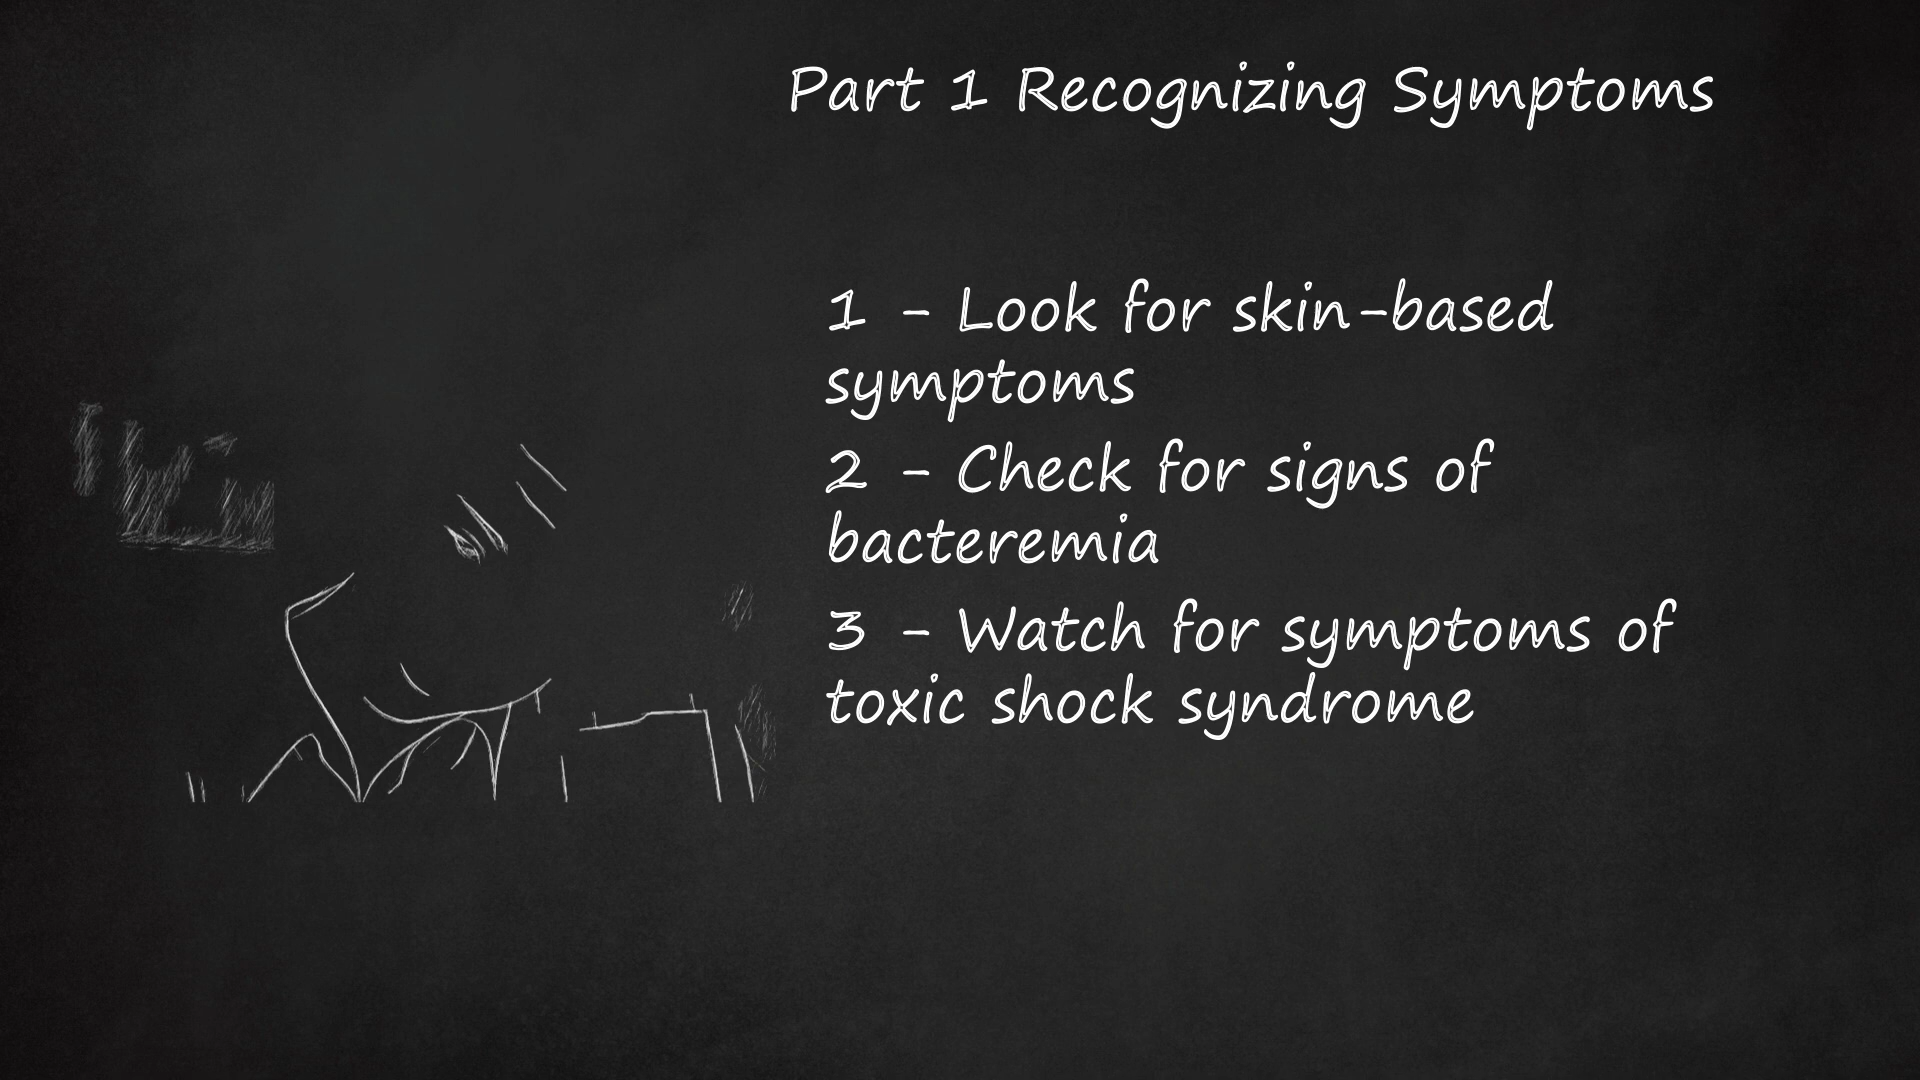 Part 1 Recognizing Symptoms
1 - Look for skin-based
symptoms
2 - Check for signs of
bacteremia
3 - Watch for symptoms of
toxic shock syndrome